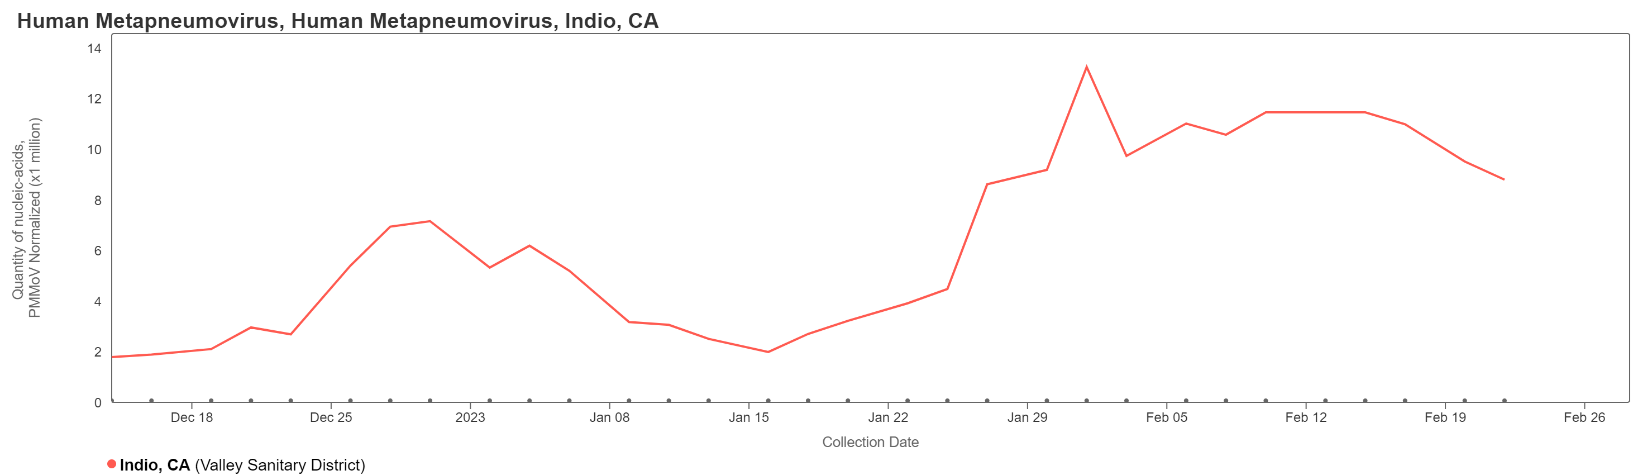 Human Metapneumovirus, Human Metapneumovirus, Indio, CA
14
12
10
8
6
4
2
0
Quantity of nucleic-acids,
PMMoV Normalized (x1 million)
Dec 18
Dec 25
2023
Jan 08
Jan 15
Jan 22
Jan 29
Feb 05
Feb 12
Feb 19
Feb 26
Collection Date
Indio, CA (Valley Sanitary District)